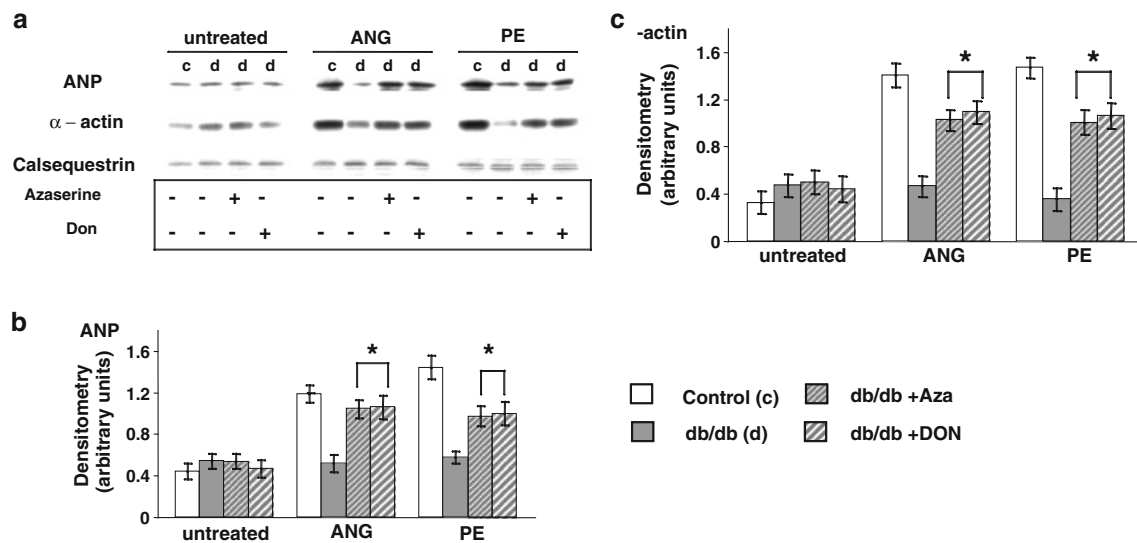 a
untreated ANG PE
c d d d c d d d c d d d
ANP
α – actin
Calsequestrin
Azaserine - - + - - - + - - - + -
Don - - - + - - - + - - - +
b
ANP
Densitometry
(arbitrary units)
1.6
1.2
0.8
0.4
0
* *
untreated ANG PE
c
-actin
Densitometry
(arbitrary units)
1.6
1.2
0.8
0.4
0
* *
untreated ANG PE
Control (c) db/db +Aza
db/db (d) db/db +DON